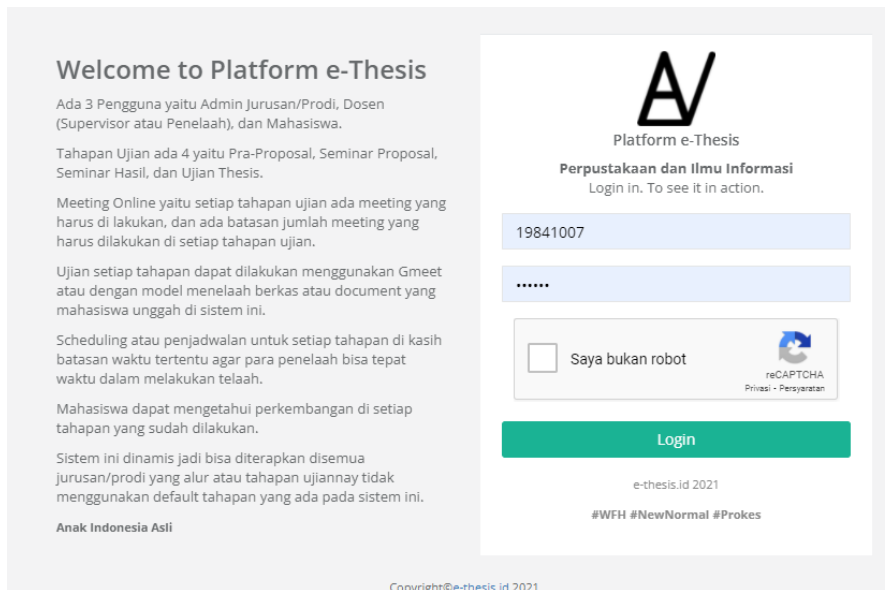 Welcome to Platform e-Thesis
Ada 3 Pengguna yaitu Admin Jurusan/Prodi, Dosen
(Supervisor atau Penelaah), dan Mahasiswa.
Tahapan Ujian ada 4 yaitu Pra-Proposal, Seminar Proposal,
Seminar Hasil, dan Ujian Thesis.
Meeting Online yaitu setiap tahapan ujian ada meeting yang
harus di lakukan, dan ada batasan jumlah meeting yang
harus dilakukan di setiap tahapan ujian.
Ujian setiap tahapan dapat dilakukan menggunakan Gmeet
atau dengan model menelaah berkas atau document yang
mahasiswa unggah di sistem ini.
Scheduling atau penjadwalan untuk setiap tahapan di kasih
batasan waktu tertentu agar para penelaah bisa tepat
waktu dalam melakukan telaah.
Mahasiswa dapat mengetahui perkembangan di setiap
tahapan yang sudah dilakukan.
Sistem ini dinamis jadi bisa diterapkan disemua
jurusan/prodi yang alur atau tahapan ujiannay tidak
menggunakan default tahapan yang ada pada sistem ini.
Anak Indonesia Asli
Platform e-Thesis
Perpustakaan dan Ilmu Informasi
Login in. To see it in action.
19841007
••••••
Saya bukan robot
reCAPTCHA
Privasi - Persyaratan
Login
e-thesis.id 2021
#WFH #NewNormal #Prokes
Copyright©e-thesis.id 2021